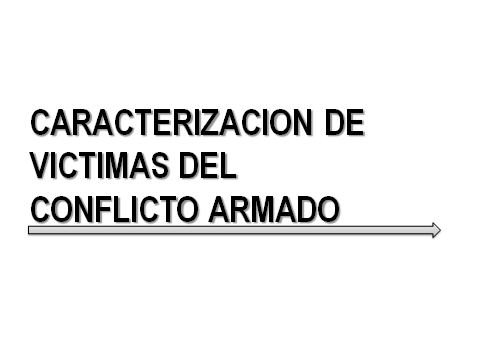 CARACTERIZACION DE
VICTIMAS DEL
CONFLICTO ARMADO